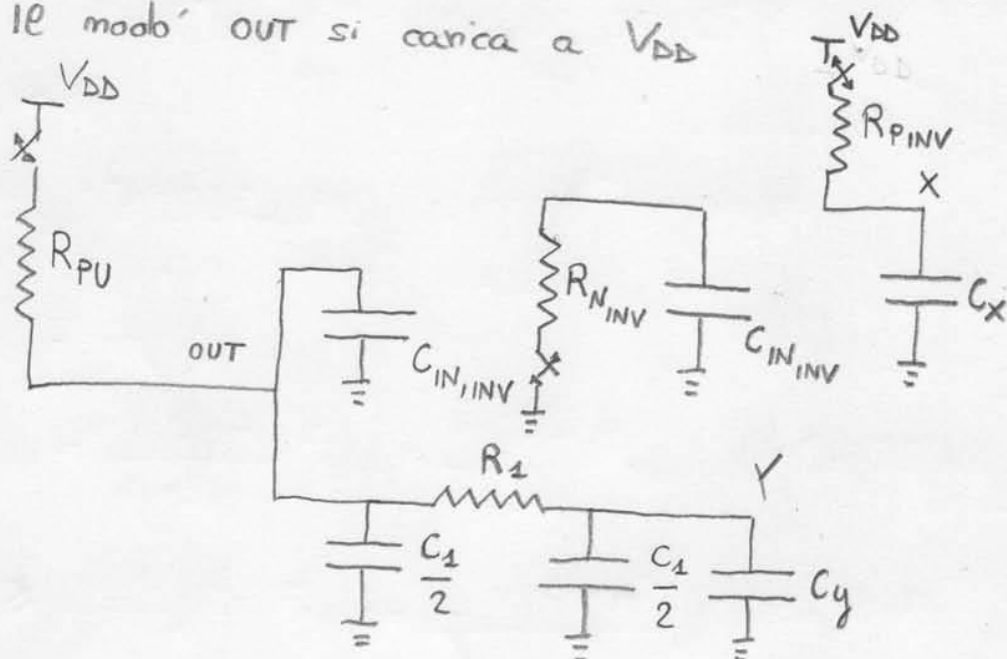 Il modo' OUT si carica a VDD
VDD
RPU
OUT
CIN,INV
RNINV
CININV
VDD
RPINV
X
CX
R1
Y
C1/2
C1/2
Cy